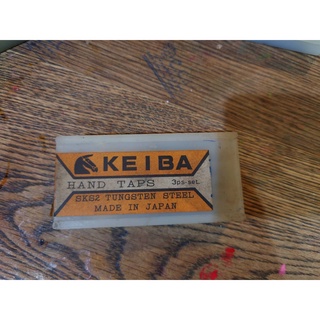 KEIBA
HAND TAPS 3pc set.
SKS2 TUNGSTEN STEEL
MADE IN JAPAN